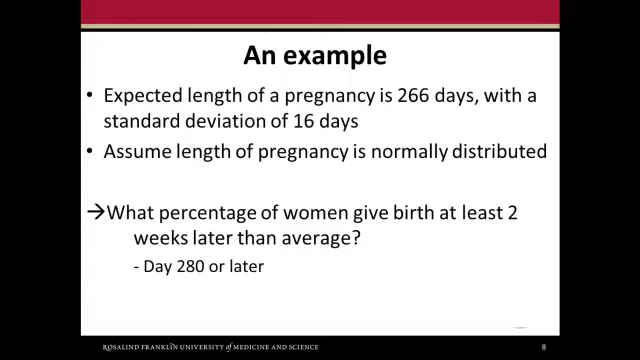 An example
• Expected length of a pregnancy is 266 days, with a
standard deviation of 16 days
• Assume length of pregnancy is normally distributed
→What percentage of women give birth at least 2
weeks later than average?
- Day 280 or later
ROSALIND FRANKLIN UNIVERSITY of MEDICINE AND SCIENCE
8